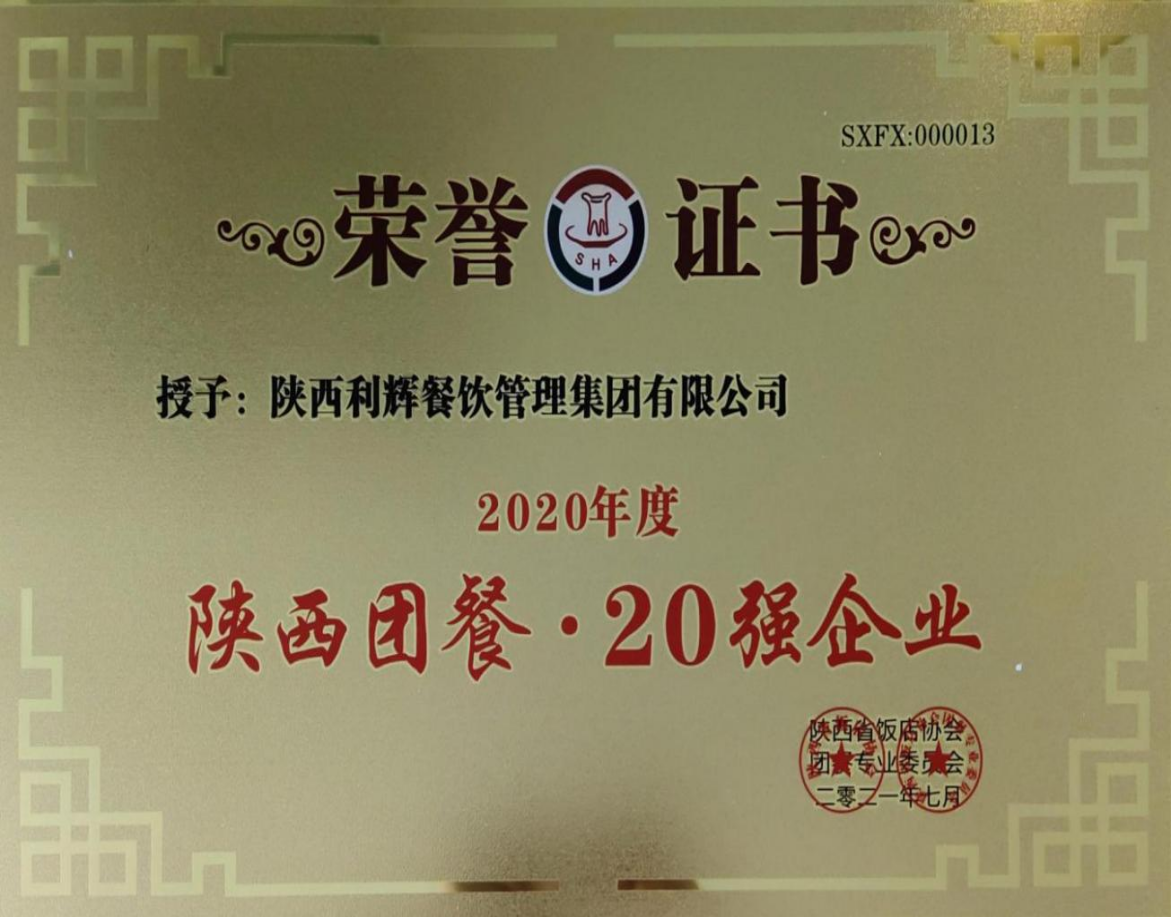 SXFX:000013
荣誉证书
SHA
授予：陕西利辉餐饮管理集团有限公司
2020年度
陕西团餐·20强企业
陕西省饭店协会
团餐专业委员会
二零二一年七月